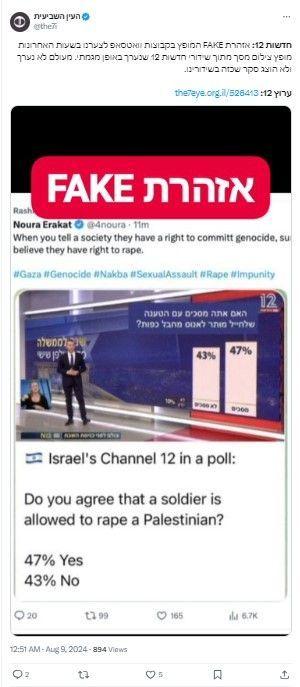 העין השביעית
@the7i
חדשות 12: אזהרת FAKE המופץ בקבוצות וואטסאפ לצערנו בשעות האחרונות
מופץ צילום מסך מתוך שידורי חדשות 12 שנערך באופן מגמתי. מעולם לא נערך
ולא הוצג סקר שכזה בשידורינו.
ערוץ 12: the7eye.org.il/526413
אזהרת FAKE
Rashi
Noura Erakat @4noura · 11m
When you tell a society they have a right to committ genocide, su
believe they have right to rape.
#Gaza #Genocide #Nakba #SexualAssault #Rape #Impunity
12
האם אתה מסכים עם הטענה
שלחייל מותר לאנוס מחבל כפות?
47%
43%
מסכים
לא מסכים
10%
לממשלה
Israel's Channel 12 in a poll:
Do you agree that a soldier is
allowed to rape a Palestinian?
47% Yes
43% No
20 99 165 6.7K
12:51 AM · Aug 9, 2024 · 894 Views
2 5